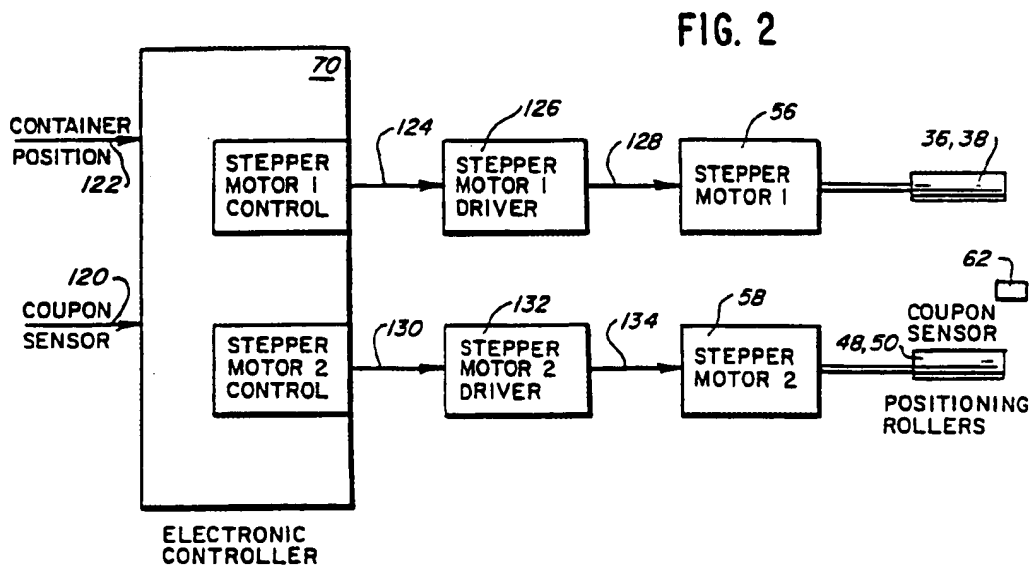 FIG. 2
70
CONTAINER
POSITION
122
124
126
128
56
36, 38
STEPPER
MOTOR 1
CONTROL
STEPPER
MOTOR 1
DRIVER
STEPPER
MOTOR 1
120
COUPON
SENSOR
130
132
134
58
62
COUPON
SENSOR
48, 50
STEPPER
MOTOR 2
CONTROL
STEPPER
MOTOR 2
DRIVER
STEPPER
MOTOR 2
POSITIONING
ROLLERS
ELECTRONIC
CONTROLLER